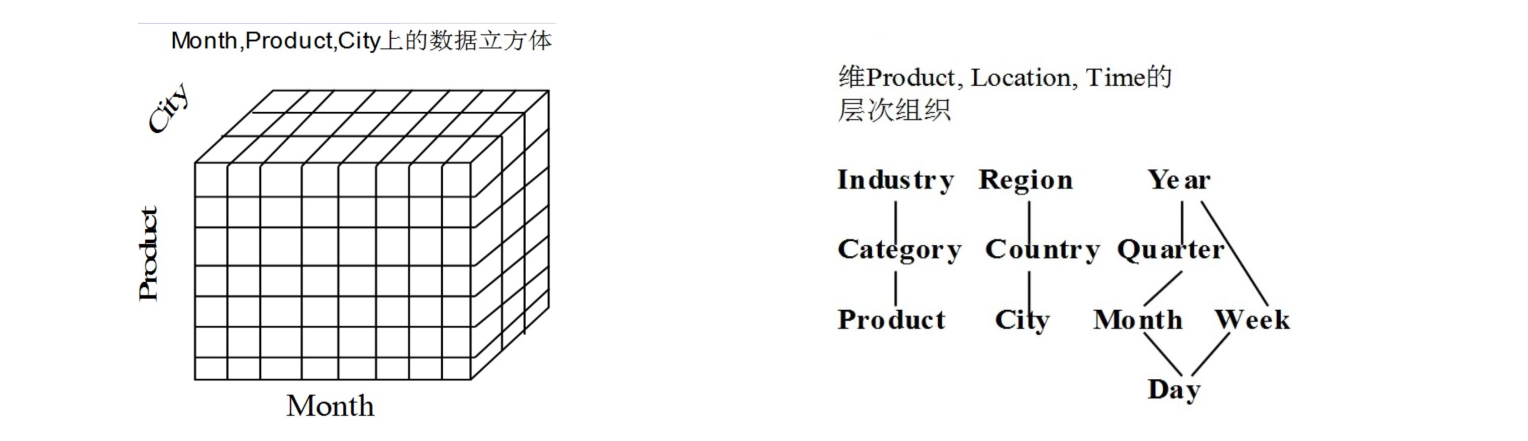 Month,Product,City上的数据立方体
City
Product
Month
维Product, Location, Time的
层次组织
Industry Region Year
Category Country Quarter
Product City Month Week
Day